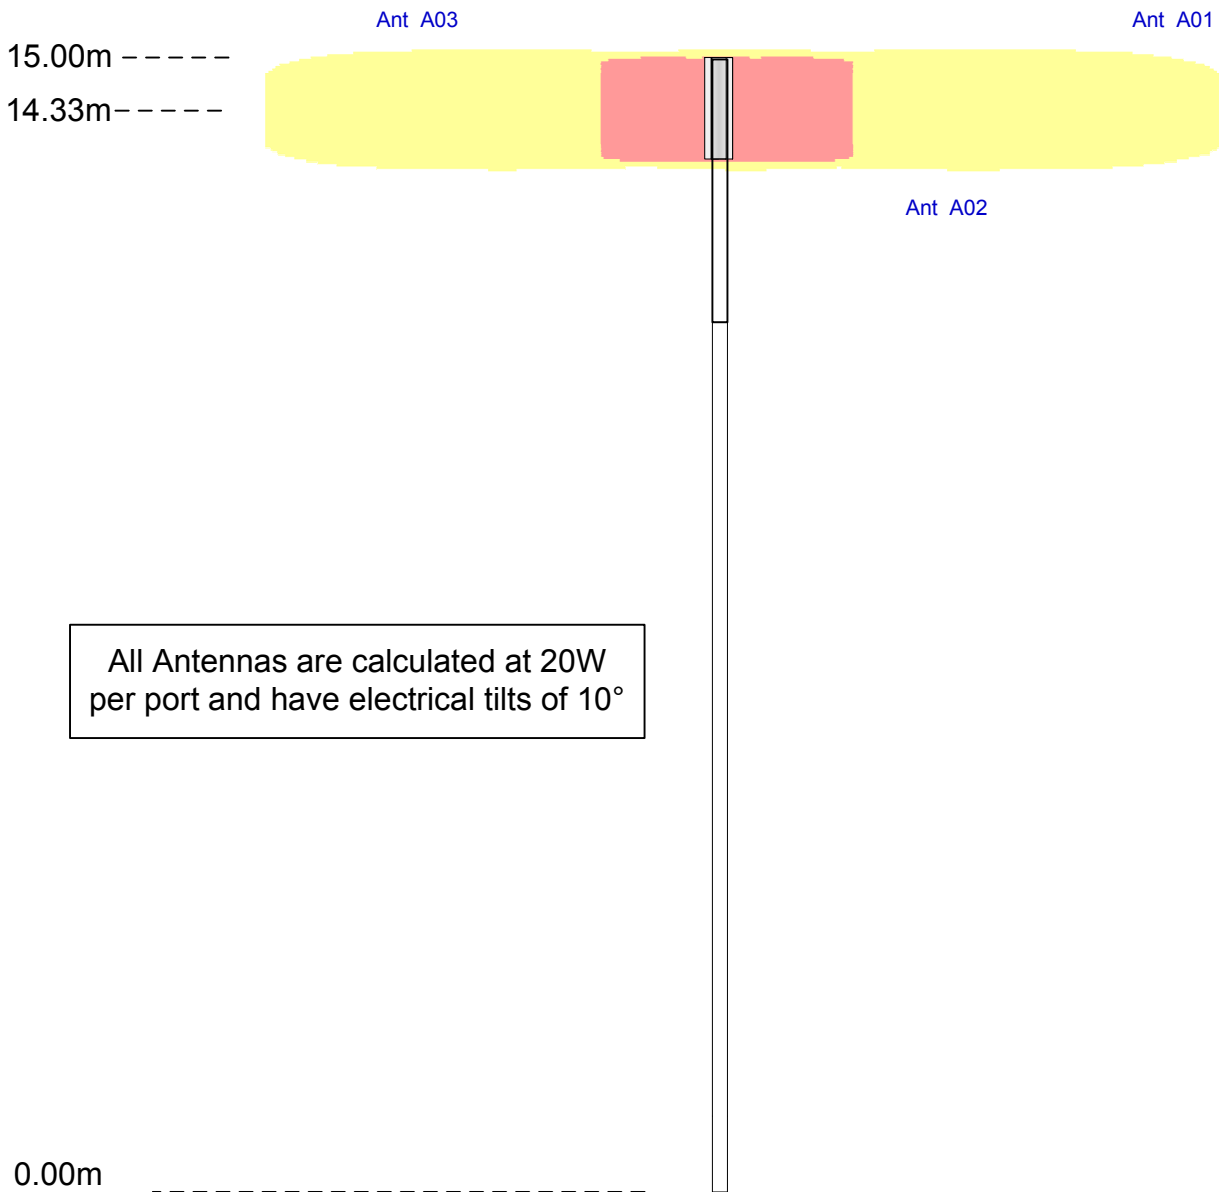 Ant A03
Ant A01
15.00m
14.33m
Ant A02
All Antennas are calculated at 20W
per port and have electrical tilts of 10°
0.00m